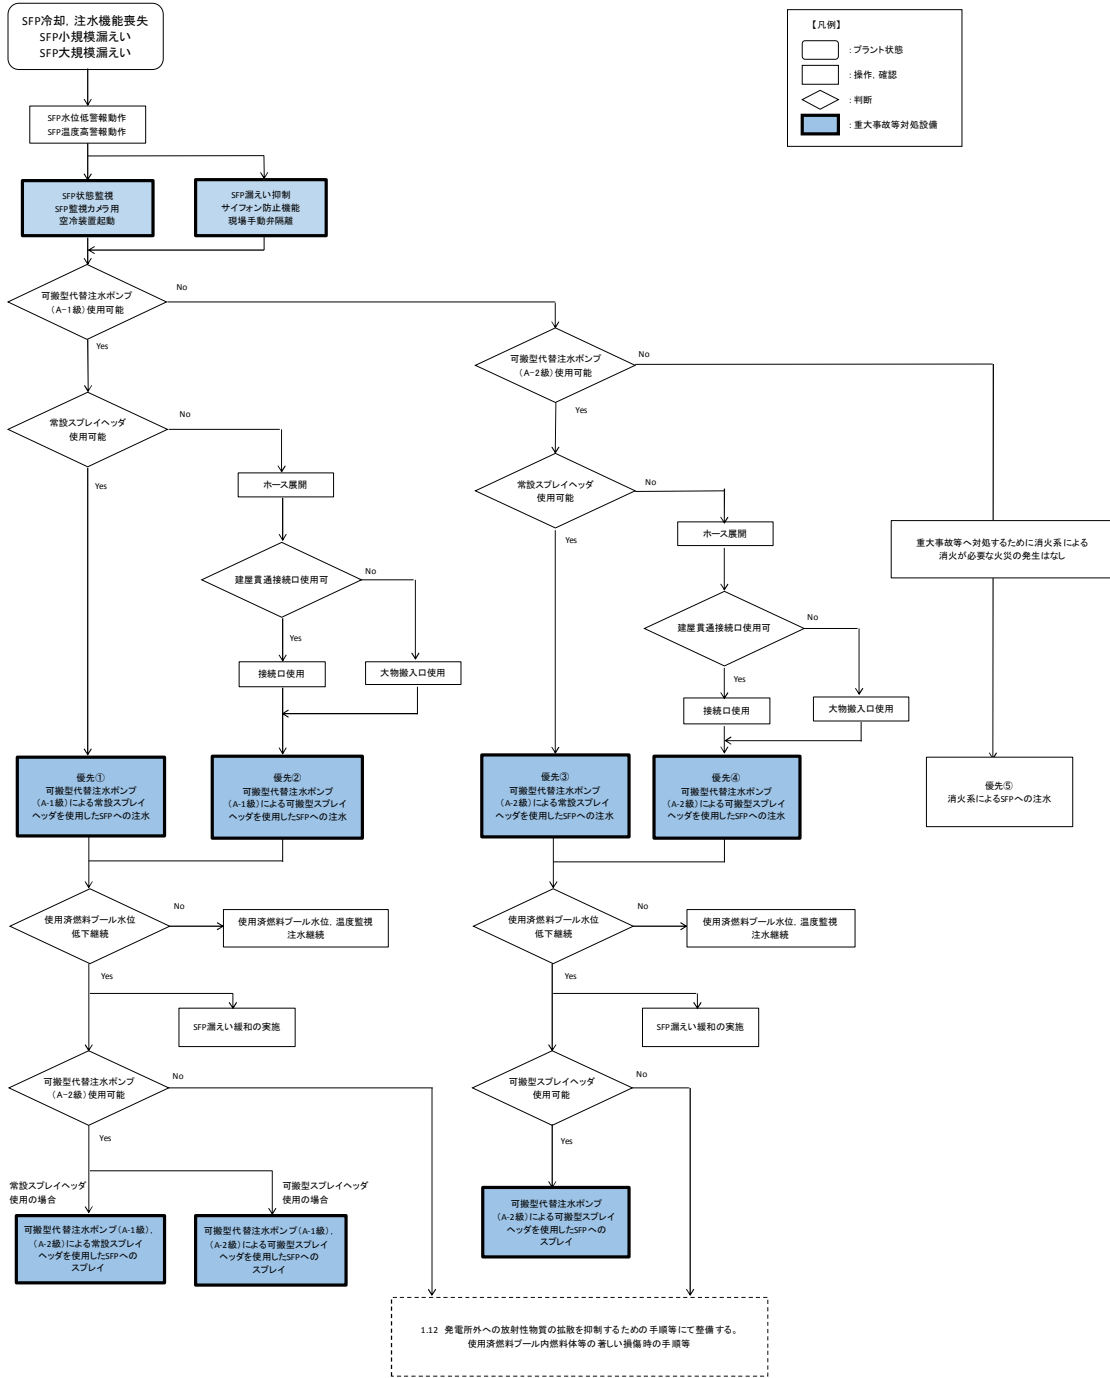 SFP冷却，注水機能喪失
SFP小規模漏えい
SFP大規模漏えい
【凡例】
：プラント状態
：操作，確認
：判断
：重大事故等対処設備
SFP水位低警報動作
SFP温度高警報動作
SFP状態監視
SFP監視カメラ用
空冷装置起動
SFP漏えい抑制
サイフォン防止機能
現場手動弁隔離
可搬型代替注水ポンプ
（A-1級）使用可能
No
Yes
可搬型代替注水ポンプ
（A-2級）使用可能
No
Yes
常設スプレイヘッダ
使用可能
No
Yes
ホース展開
常設スプレイヘッダ
使用可能
No
Yes
ホース展開
重大事故等へ対処するために消火系による
消火が必要な火災の発生はなし
建屋貫通接続口使用可
No
Yes
接続口使用
大物搬入口使用
建屋貫通接続口使用可
No
Yes
接続口使用
大物搬入口使用
優先①
可搬型代替注水ポンプ
（A-1級）による常設スプレイ
ヘッダを使用したSFPへの注水
優先②
可搬型代替注水ポンプ
（A-1級）による可搬型スプレイ
ヘッダを使用したSFPへの注水
優先③
可搬型代替注水ポンプ
（A-2級）による常設スプレイ
ヘッダを使用したSFPへの注水
優先④
可搬型代替注水ポンプ
（A-2級）による可搬型スプレイ
ヘッダを使用したSFPへの注水
優先⑤
消火系によるSFPへの注水
使用済燃料プール水位
低下継続
No
Yes
使用済燃料プール水位，温度監視
注水継続
使用済燃料プール水位
低下継続
No
Yes
使用済燃料プール水位，温度監視
注水継続
SFP漏えい緩和の実施
SFP漏えい緩和の実施
可搬型代替注水ポンプ
（A-2級）使用可能
No
Yes
可搬型スプレイヘッダ
使用可能
No
Yes
常設スプレイヘッダ
使用の場合
可搬型スプレイヘッダ
使用の場合
可搬型代替注水ポンプ（A-1級），
（A-2級）による常設スプレイ
ヘッダを使用したSFPへの
スプレイ
可搬型代替注水ポンプ（A-1級），
（A-2級）による可搬型スプレイ
ヘッダを使用したSFPへの
スプレイ
可搬型代替注水ポンプ
（A-2級）による可搬型スプレイ
ヘッダを使用したSFPへの
スプレイ
1.12 発電所外への放射性物質の拡散を抑制するための手順等にて整備する。
使用済燃料プール内燃料体等の著しい損傷時の手順等